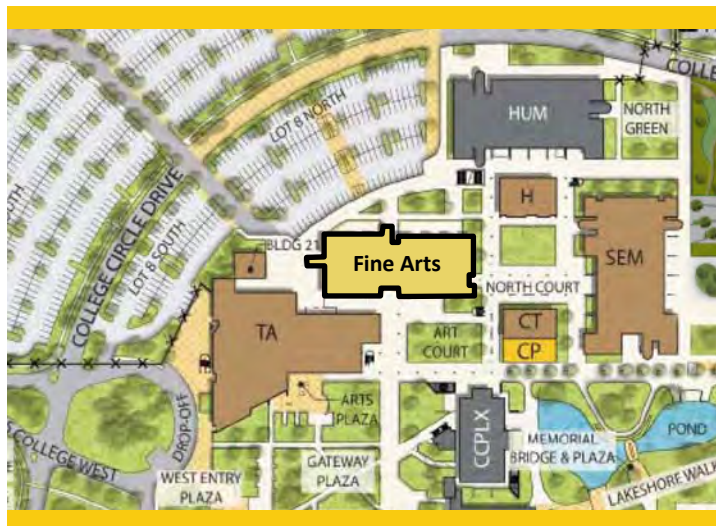 COLLE
HUM
NORTH
GREEN
LOT 8 NORTH
COLLEGE CIRCLE DRIVE
LOT 8 SOUTH
H
BLDG 21
Fine Arts
SEM
NORTH COURT
TA
ART
COURT
CT
CP
ARTS
PLAZA
DROP-OFF
CCPLX
MEMORIAL
BRIDGE & PLAZA
POND
COLLEGE WEST
WEST ENTRY
PLAZA
GATEWAY
PLAZA
LAKESHORE WALK